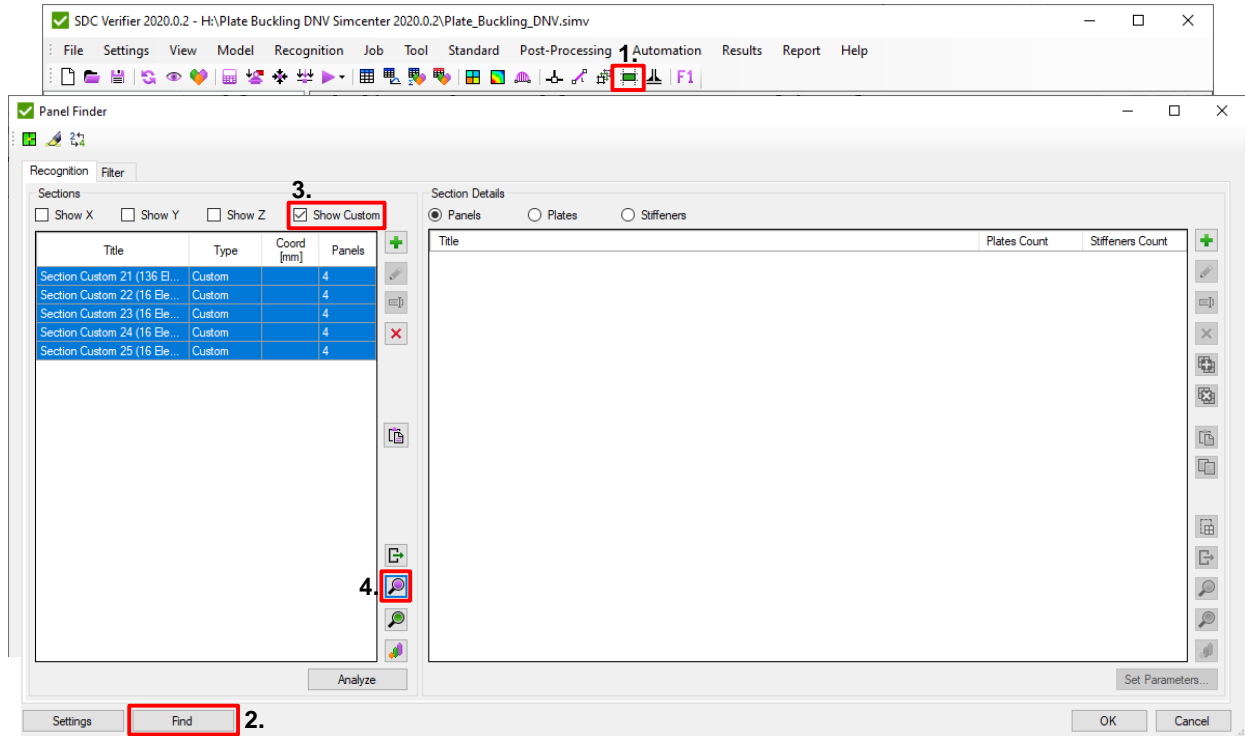 SDC Verifier 2020.0.2 - H:\Plate Buckling DNV Simcenter 2020.0.2\Plate_Buckling_DNV.simv
File Settings View Model Recognition Job Tool Standard Post-Processing Automation Results Report Help
1.
F1
Panel Finder
Recognition Filter
Sections
3.
Show X Show Y Show Z Show Custom
Title Type Coord [mm] Panels
Section Custom 21 (136 El... Custom 4
Section Custom 22 (16 Ele... Custom 4
Section Custom 23 (16 Ele... Custom 4
Section Custom 24 (16 Ele... Custom 4
Section Custom 25 (16 Ele... Custom 4
4.
Analyze
Section Details
Panels Plates Stiffeners
Title Plates Count Stiffeners Count
Set Parameters...
Settings Find 2.
OK Cancel